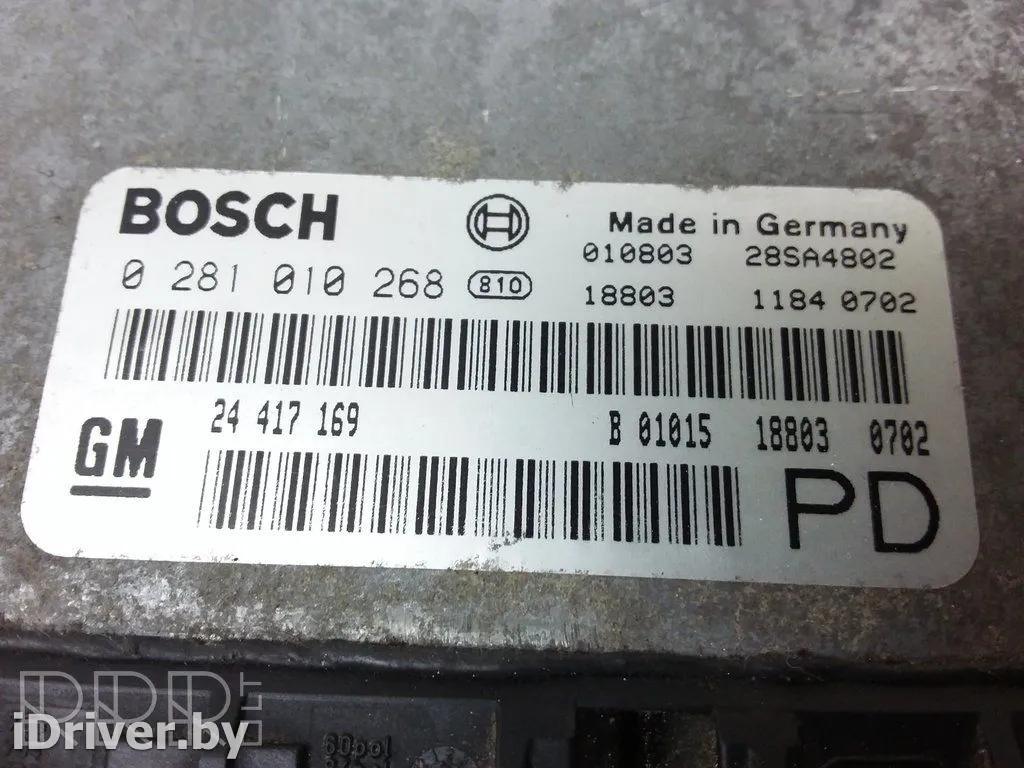 BOSCH
Made in Germany
010803 28SA4802
0 281 010 268 810
18803 1184 0702
24 417 169 B 01015 18803 0702
GM
PD
iDriver.by
60pol